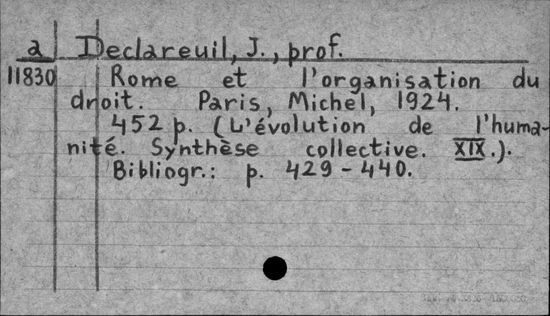 a Declareuil, J., prof.
11830 Rome et l'organisation du
droit. Paris, Michel, 1924.
452 p. (L'évolution de l'huma-
nité. Synthèse collective. XIX.).
Bibliogr.: p. 429-440.